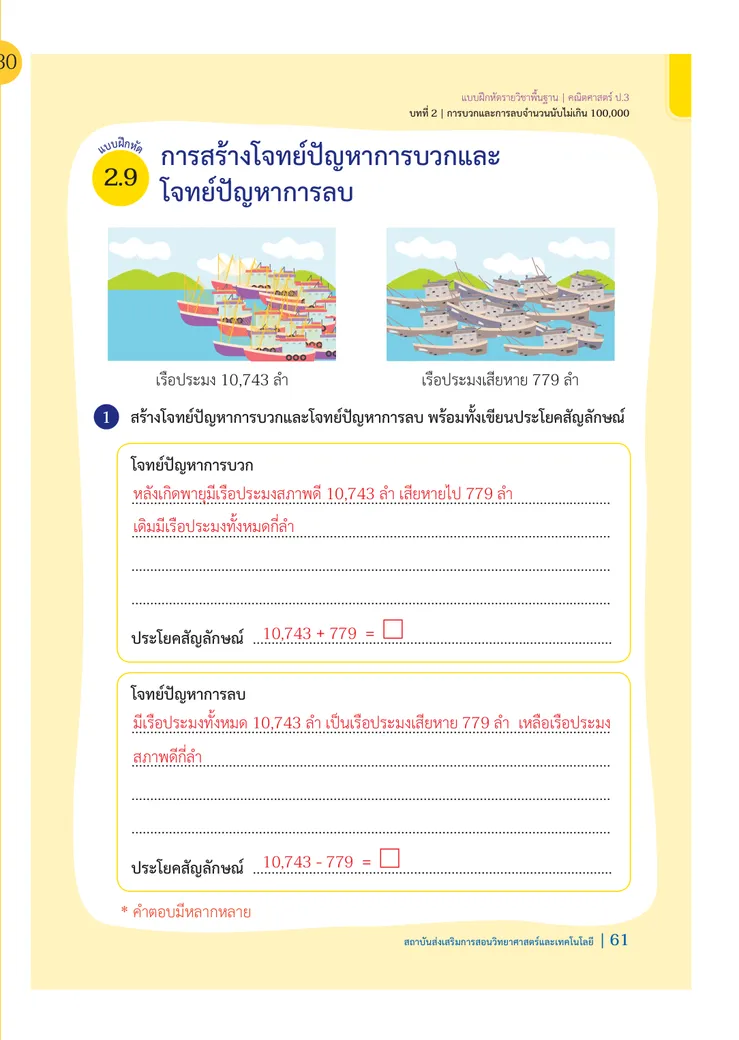 30
แบบฝึกหัดรายวิชาพื้นฐาน | คณิตศาสตร์ ป.3
บทที่ 2 | การบวกและการลบจำนวนนับไม่เกิน 100,000
แบบฝึกหัด
2.9
การสร้างโจทย์ปัญหาการบวกและ
โจทย์ปัญหาการลบ
เรือประมง 10,743 ลำ
เรือประมงเสียหาย 779 ลำ
1 สร้างโจทย์ปัญหาการบวกและโจทย์ปัญหาการลบ พร้อมทั้งเขียนประโยคสัญลักษณ์
โจทย์ปัญหาการบวก
หลังเกิดพายุมีเรือประมงสภาพดี 10,743 ลำ เสียหายไป 779 ลำ
เดิมมีเรือประมงทั้งหมดกี่ลำ
ประโยคสัญลักษณ์ 10,743 + 779 = □
โจทย์ปัญหาการลบ
มีเรือประมงทั้งหมด 10,743 ลำ เป็นเรือประมงเสียหาย 779 ลำ เหลือเรือประมง
สภาพดีกี่ลำ
ประโยคสัญลักษณ์ 10,743 - 779 = □
* คำตอบมีหลากหลาย
สถาบันส่งเสริมการสอนวิทยาศาสตร์และเทคโนโลยี | 61